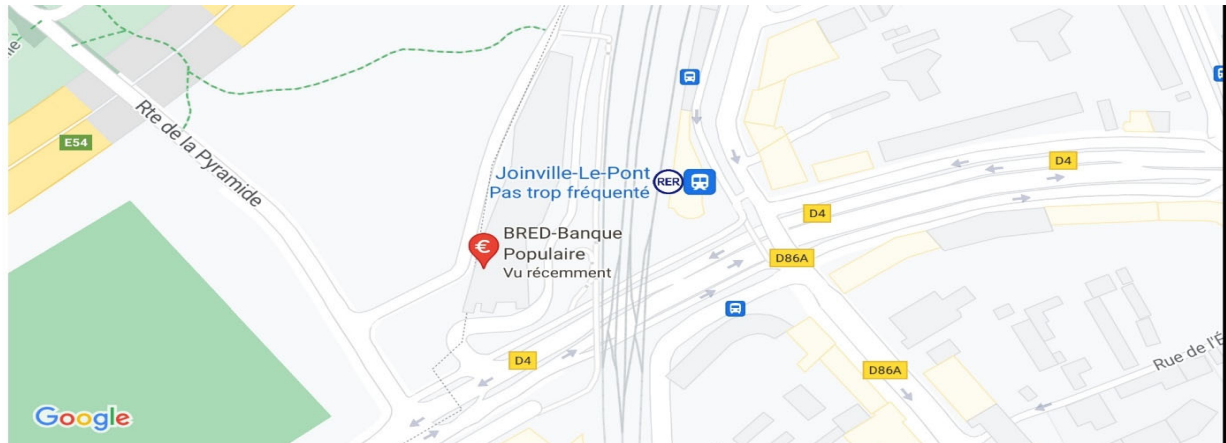 Rte de la Pyramide
E54
Joinville-Le-Pont
RER
Pas trop fréquenté
BRED-Banque
Populaire
Vu récemment
€
D4
D4
D86A
D4
D86A
Rue de l'É
Google